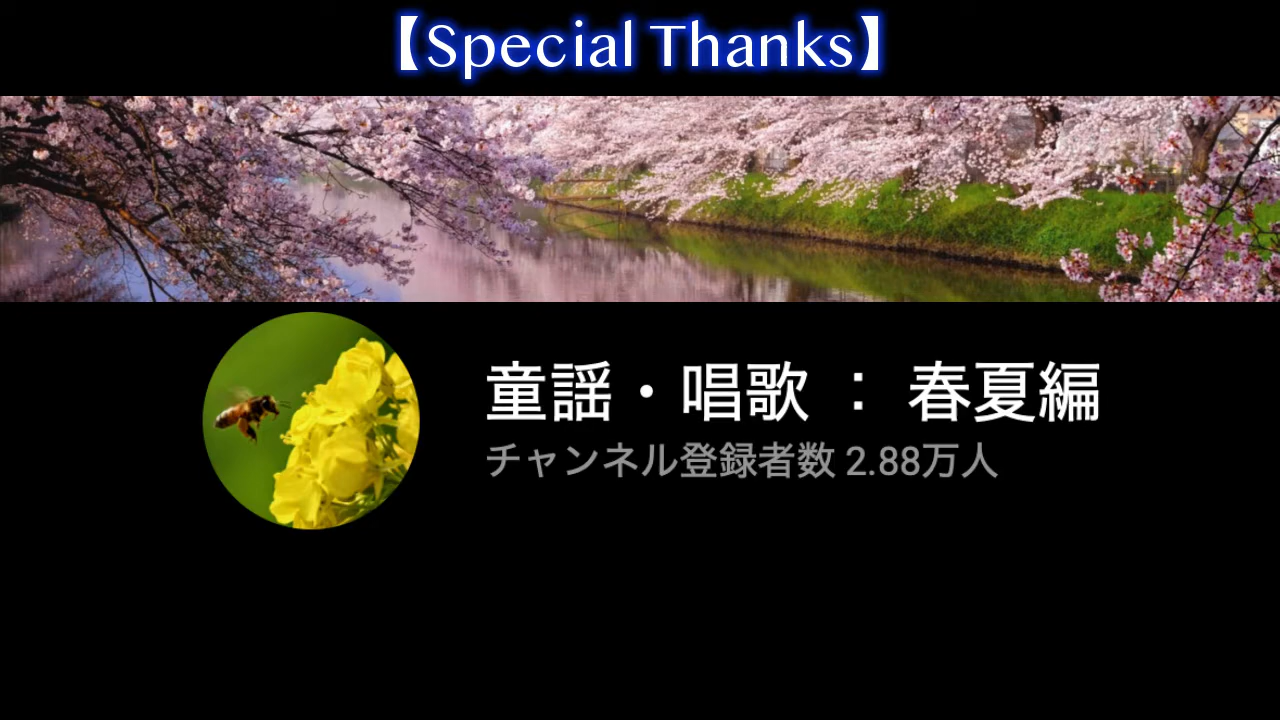 【Special Thanks】
童謡・唱歌 : 春夏編
チャンネル登録者数 2.88万人